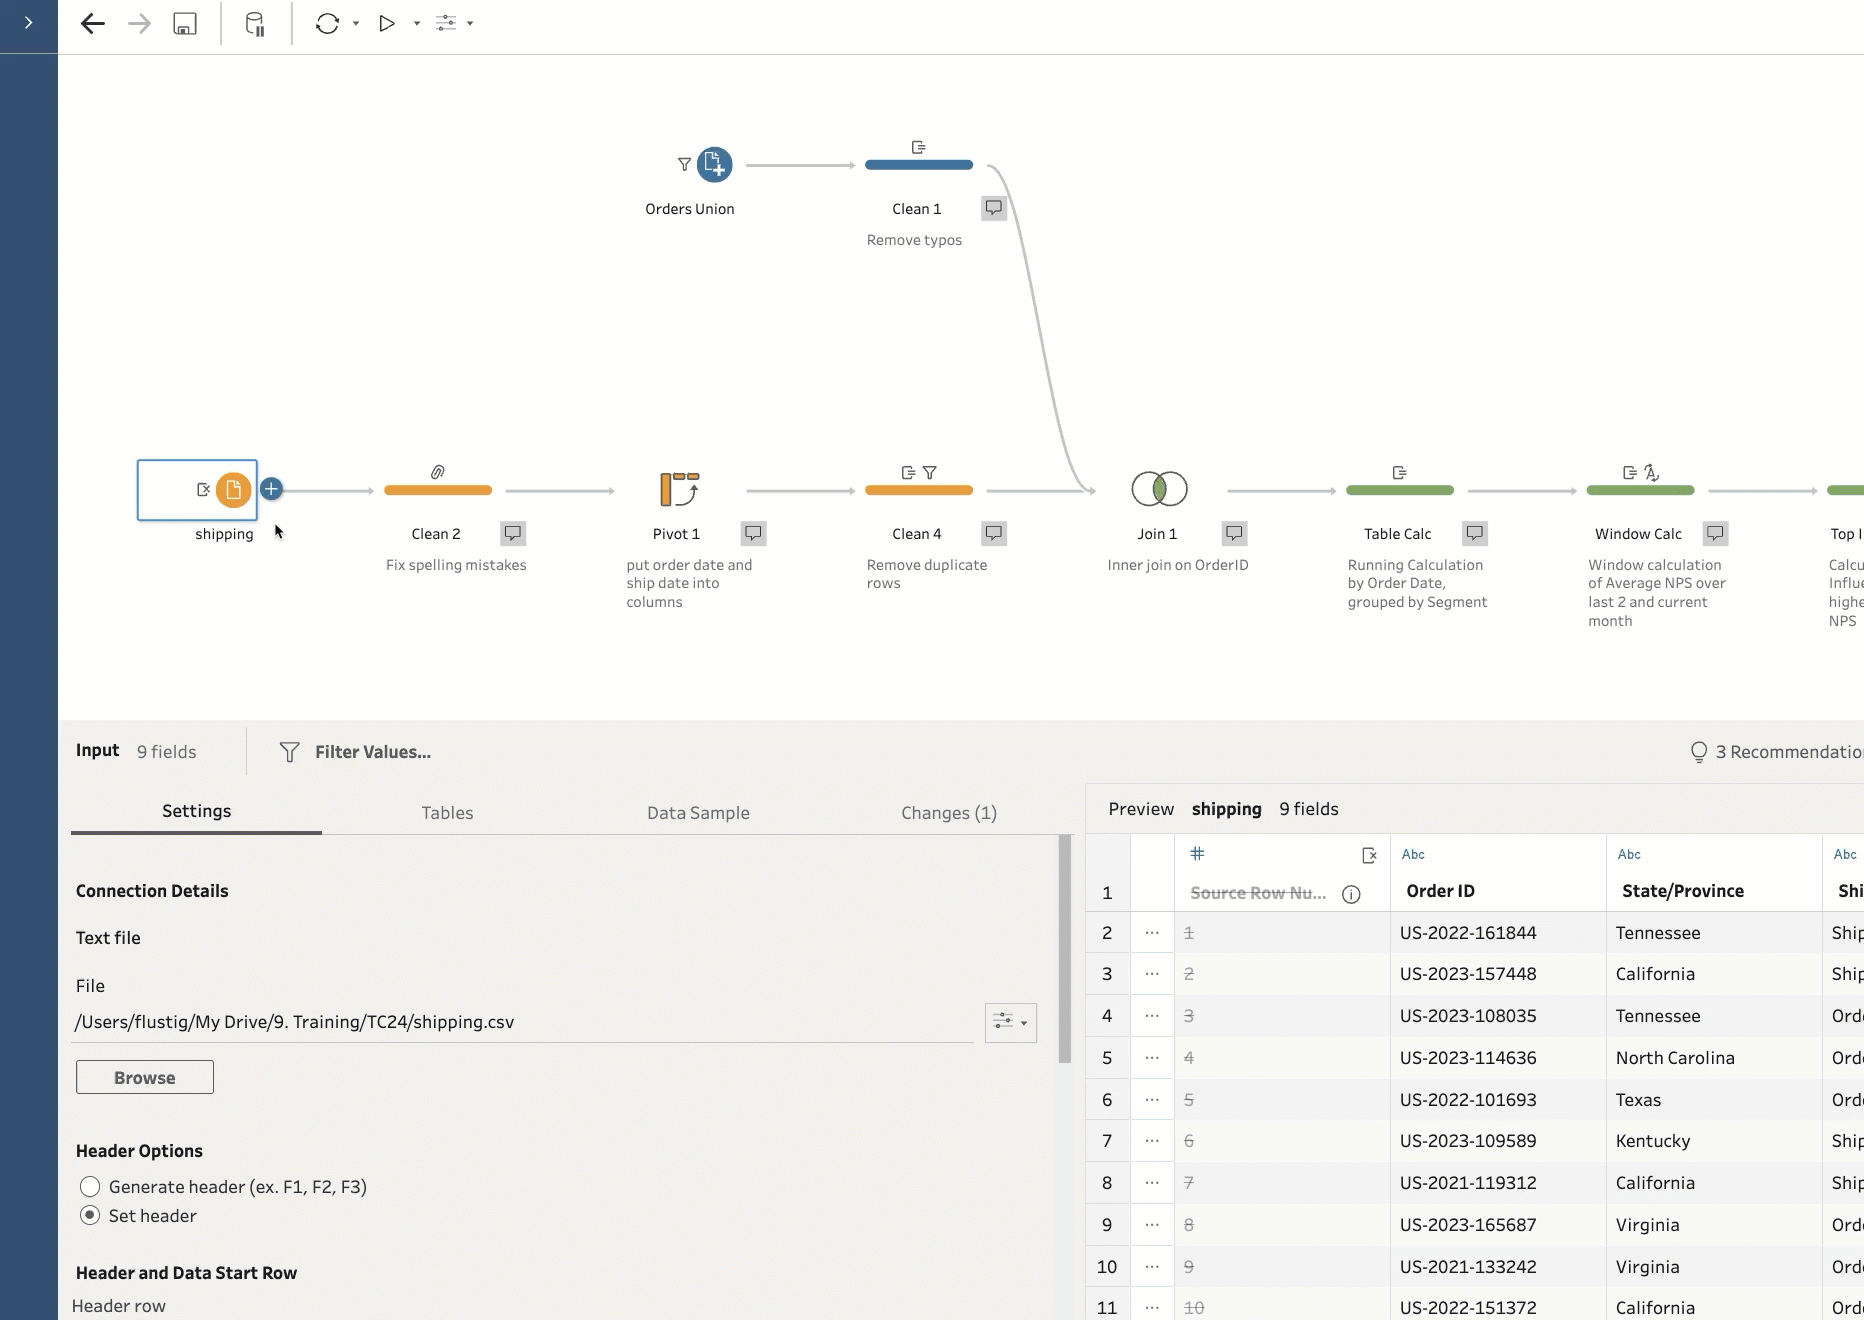 Orders Union
Clean 1
Remove typos
shipping
Clean 2
Fix spelling mistakes
Pivot 1
put order date and
ship date into
columns
Clean 4
Remove duplicate
rows
Join 1
Inner join on OrderID
Table Calc
Running Calculation
by Order Date,
grouped by Segment
Window Calc
Window calculation
of Average NPS over
last 2 and current
month
Top I
Calcu
Influe
highe
NPS
Input 9 fields Filter Values... 3 Recommendatio
Settings Tables Data Sample Changes (1)
Connection Details
Text file
File
/Users/flustig/My Drive/9. Training/TC24/shipping.csv
Browse
Header Options
Generate header (ex. F1, F2, F3)
Set header
Header and Data Start Row
Header row
Preview shipping 9 fields
# Abc Abc Abc
1 Source Row Nu... Order ID State/Province Shi
2 ... 1 US-2022-161844 Tennessee Ship
3 ... 2 US-2023-157448 California Ship
4 ... 3 US-2023-108035 Tennessee Orde
5 ... 4 US-2023-114636 North Carolina Orde
6 ... 5 US-2022-101693 Texas Orde
7 ... 6 US-2023-109589 Kentucky Ship
8 ... 7 US-2021-119312 California Ship
9 ... 8 US-2023-165687 Virginia Orde
10 ... 9 US-2021-133242 Virginia Orde
11 ... 10 US-2022-151372 California Orde